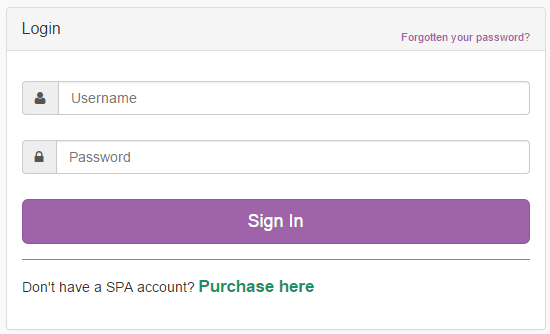 Login
Forgotten your password?
Username
Password
Sign In
Don't have a SPA account? Purchase here